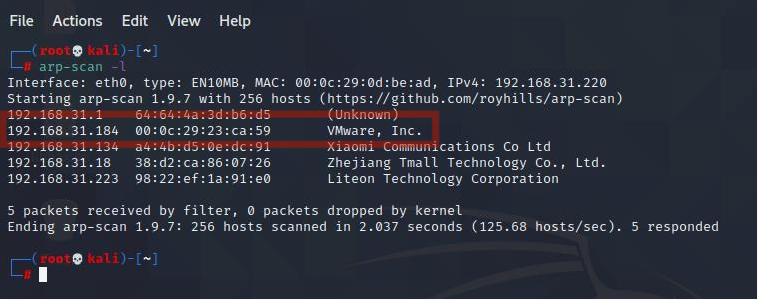 File Actions Edit View Help
┌──(root💀kali)-[~]
└─# arp-scan -l
Interface: eth0, type: EN10MB, MAC: 00:0c:29:0d:be:ad, IPv4: 192.168.31.220
Starting arp-scan 1.9.7 with 256 hosts (https://github.com/royhills/arp-scan)
192.168.31.1 64:64:4a:3d:b6:d5 (Unknown)
192.168.31.184 00:0c:29:23:ca:59 VMware, Inc.
192.168.31.134 a4:4b:d5:0e:dc:91 Xiaomi Communications Co Ltd
192.168.31.18 38:d2:ca:86:07:26 Zhejiang Tmall Technology Co., Ltd.
192.168.31.223 98:22:ef:1a:91:e0 Liteon Technology Corporation
5 packets received by filter, 0 packets dropped by kernel
Ending arp-scan 1.9.7: 256 hosts scanned in 2.037 seconds (125.68 hosts/sec). 5 responded
┌──(root💀kali)-[~]
└─#